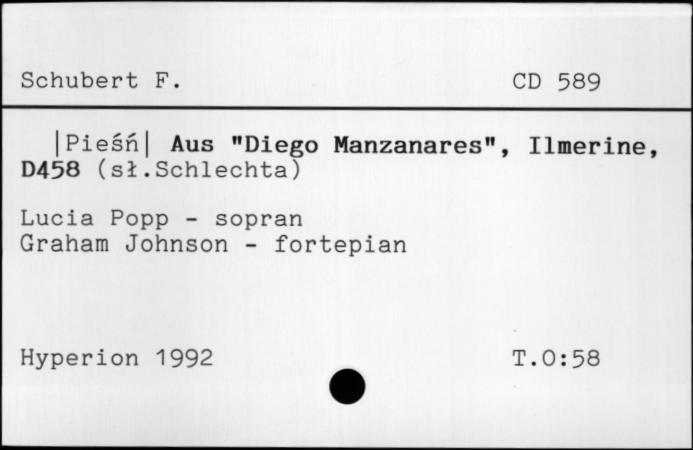 Schubert F. CD 589
|Pieśń| Aus "Diego Manzanares", Ilmerine,
D458 (sł.Schlechta)
Lucia Popp - sopran
Graham Johnson - fortepian
Hyperion 1992 T.0:58